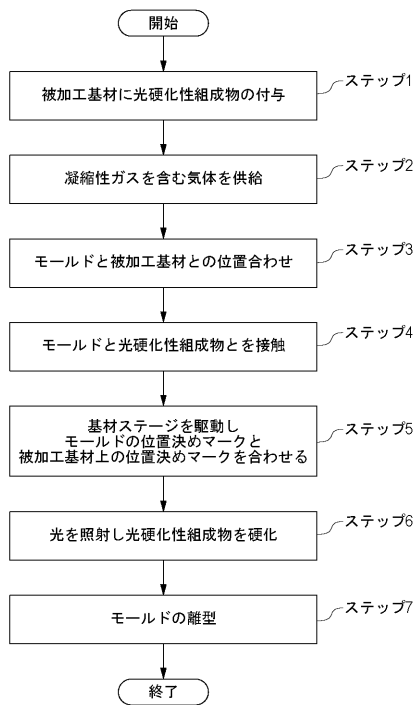 開始
被加工基材に光硬化性組成物の付与
ステップ1
凝縮性ガスを含む気体を供給
ステップ2
モールドと被加工基材との位置合わせ
ステップ3
モールドと光硬化性組成物とを接触
ステップ4
基材ステージを駆動し
モールドの位置決めマークと
被加工基材上の位置決めマークを合わせる
ステップ5
光を照射し光硬化性組成物を硬化
ステップ6
モールドの離型
ステップ7
終了